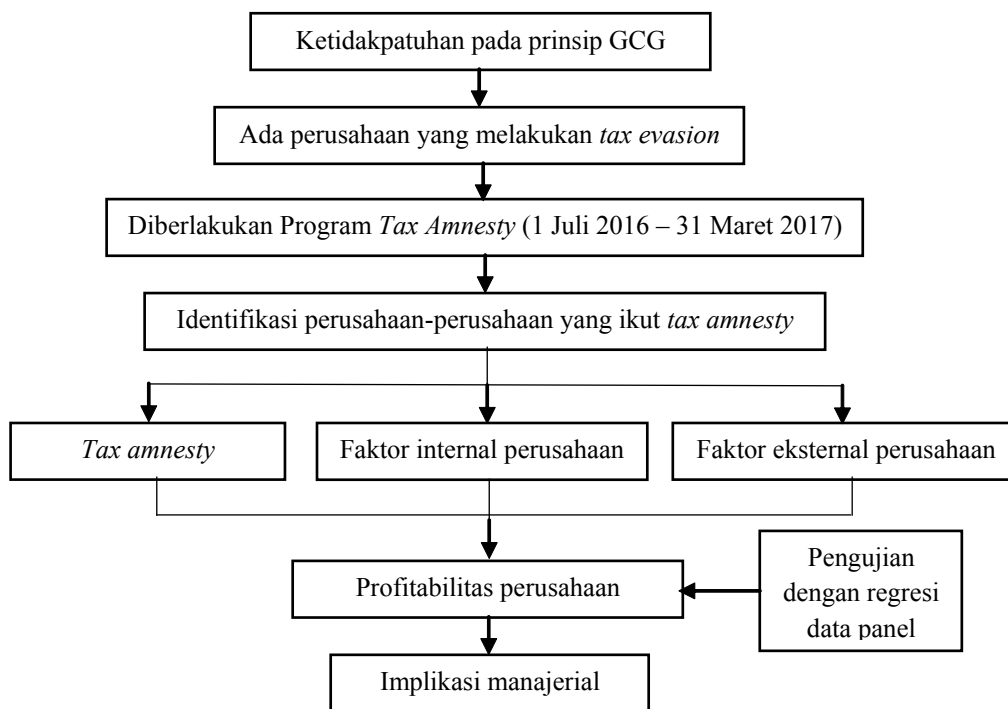 Ketidakpatuhan pada prinsip GCG
Ada perusahaan yang melakukan tax evasion
Diberlakukan Program Tax Amnesty (1 Juli 2016 – 31 Maret 2017)
Identifikasi perusahaan-perusahaan yang ikut tax amnesty
Tax amnesty
Faktor internal perusahaan
Faktor eksternal perusahaan
Profitabilitas perusahaan
Pengujian
dengan regresi
data panel
Implikasi manajerial